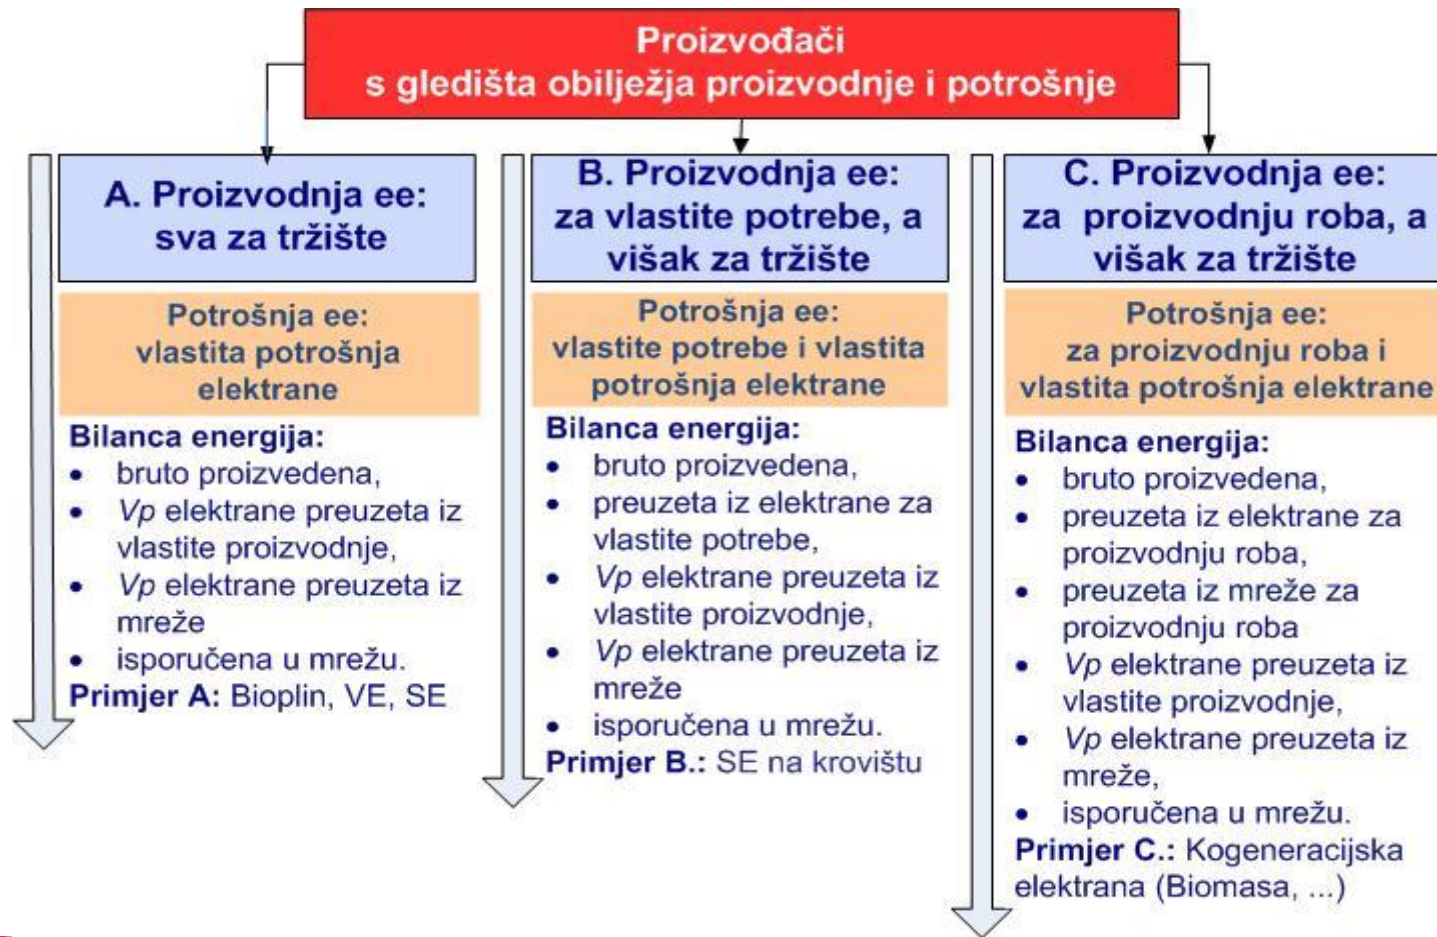 Proizvođači
s gledišta obilježja proizvodnje i potrošnje
A. Proizvodnja ee:
sva za tržište
Potrošnja ee:
vlastita potrošnja
elektrane
Bilanca energija:
• bruto proizvedena,
• Vp elektrane preuzeta iz
vlastite proizvodnje,
• Vp elektrane preuzeta iz
mreže
• isporučena u mrežu.
Primjer A: Bioplin, VE, SE
B. Proizvodnja ee:
za vlastite potrebe, a
višak za tržište
Potrošnja ee:
vlastite potrebe i vlastita
potrošnja elektrane
Bilanca energija:
• bruto proizvedena,
• preuzeta iz elektrane za
vlastite potrebe,
• Vp elektrane preuzeta iz
vlastite proizvodnje,
• Vp elektrane preuzeta iz
mreže
• isporučena u mrežu.
Primjer B.: SE na krovištu
C. Proizvodnja ee:
za proizvodnju roba, a
višak za tržište
Potrošnja ee:
za proizvodnju roba i
vlastita potrošnja elektrane
Bilanca energija:
• bruto proizvedena,
• preuzeta iz elektrane za
proizvodnju roba,
• preuzeta iz mreže za
proizvodnju roba
• Vp elektrane preuzeta iz
vlastite proizvodnje,
• Vp elektrane preuzeta iz
mreže,
• isporučena u mrežu.
Primjer C.: Kogeneracijska
elektrana (Biomasa, ...)